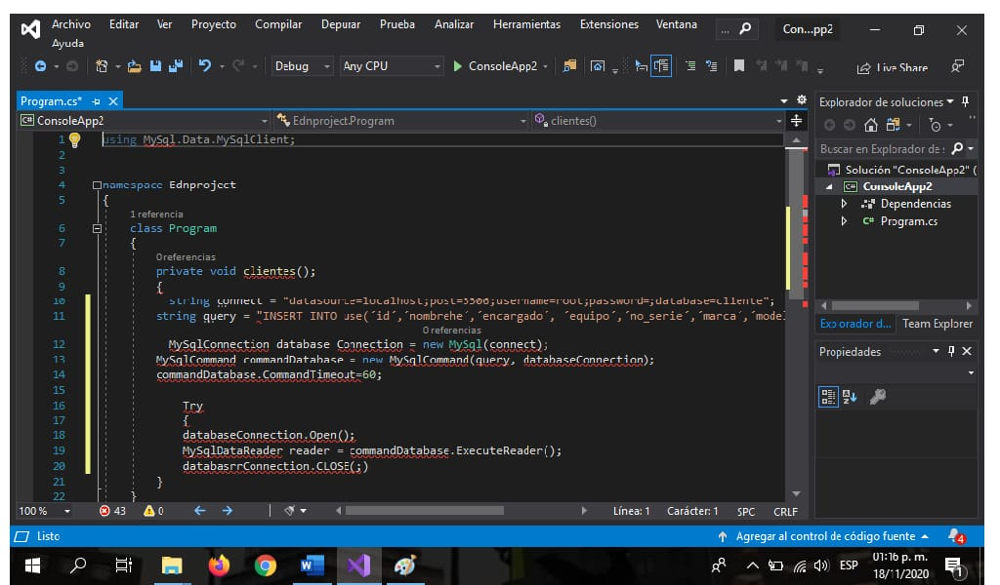 Archivo Editar Ver Proyecto Compilar Depurar Prueba Analizar Herramientas Extensiones Ventana ... Con...pp2
Ayuda
Debug Any CPU ConsoleApp2 Live Share
Program.cs*
C# ConsoleApp2 Ednproject.Program clientes()
1 using MySql.Data.MySqlClient;
2
3
4 namespace Ednproject
5 {
1 referencia
6 class Program
7 {
0 referencias
8 private void clientes();
9 {
10 string connect = "datasource=localhost;post=3306;username=root;password=;database=cliente";
11 string query = "INSERT INTO use(´id´,´nombrehe´,´encargado´, ´equipo´,´no_serie´,´marca´,´mode
0 referencias
12 MySqlConnection database Connection = new MySql(connect);
13 MySqlCommand commandDatabase = new MySqlCommand(query, databaseConnection);
14 commandDatabase.CommandTimeout=60;
15
16 Try
17 {
18 databaseConnection.Open();
19 MySqlDataReader reader = commandDatabase.ExecuteReader();
20 databasrrConnection.CLOSE(;)
21 }
22 }
100 % 43 0 Línea: 1 Carácter: 1 SPC CRLF
Explorador de soluciones
Buscar en Explorador de
Solución "ConsoleApp2" (
C# ConsoleApp2
Dependencias
C# Program.cs
Explorador d... Team Explorer
Propiedades
Listo Agregar al control de código fuente 4
W ESP 01:16 p. m.
18/11/2020 1